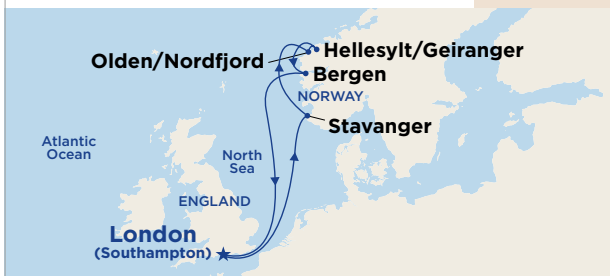 Olden/Nordfjord
Hellesylt/Geiranger
Bergen
NORWAY
Stavanger
Atlantic
Ocean
North
Sea
ENGLAND
London
(Southampton)